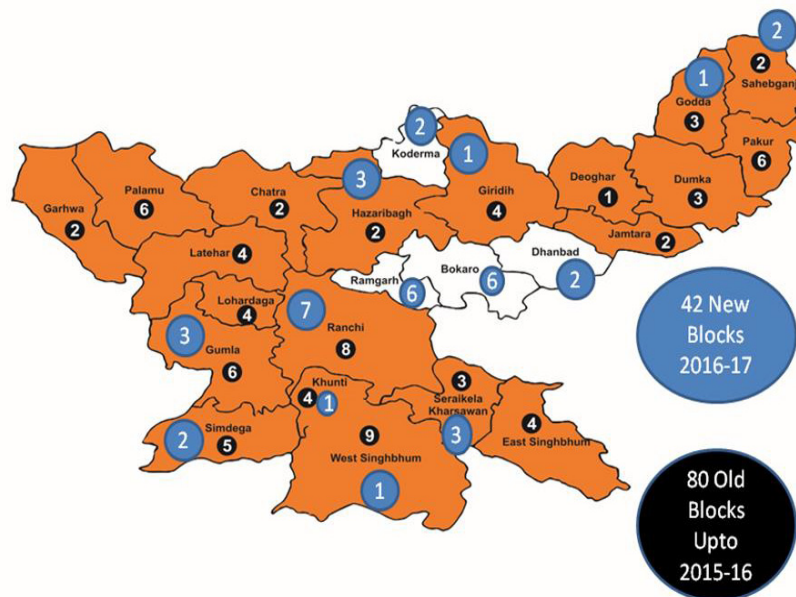 2
2
Sahebganj
1
Godda
3
Pakur
6
2
Koderma
1
Giridih
4
3
Deoghar
1
Dumka
3
Palamu
6
Garhwa
2
Chatra
2
Hazaribagh
2
Jamtara
2
Latehar
4
Dhanbad
2
Bokaro
6
Ramgarh
6
Lohardaga
4
7
Ranchi
8
3
Gumla
6
Khunti
4
1
3
Seraikela
Kharsawan
3
4
East Singhbhum
2
Simdega
5
9
West Singhbhum
1
42 New
Blocks
2016-17
80 Old
Blocks
Upto
2015-16